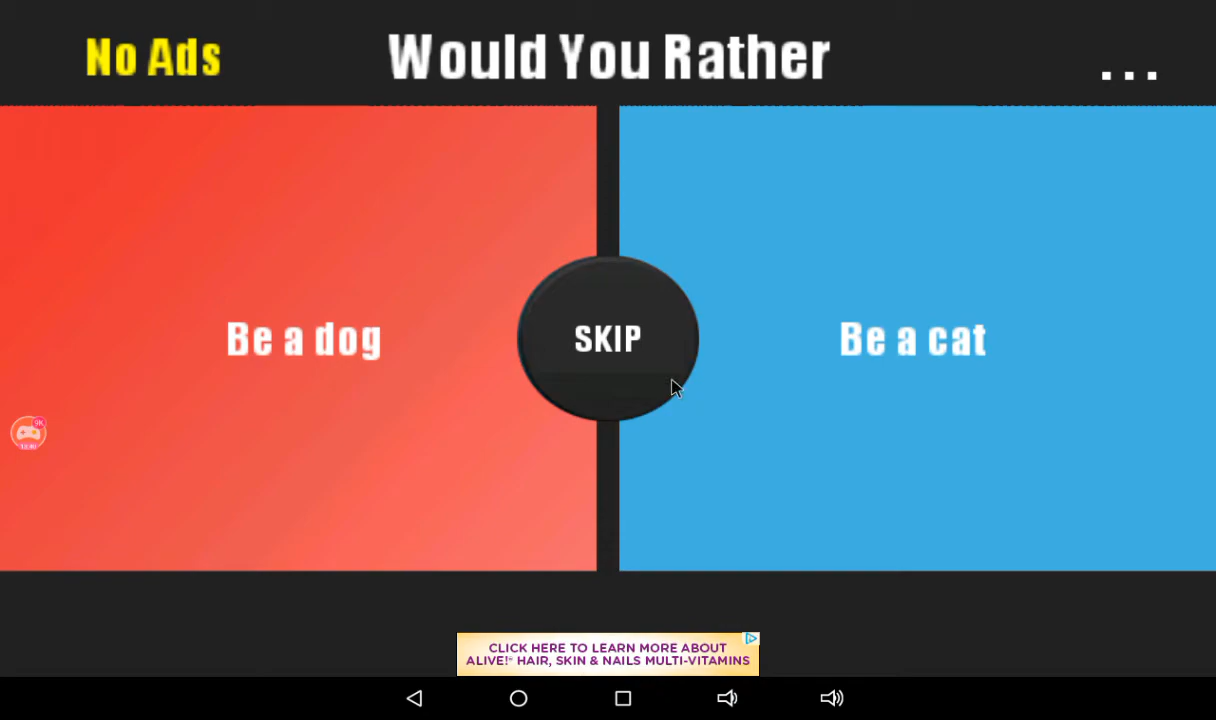 No Ads
Would You Rather
...
Be a dog
SKIP
Be a cat
9K
CLICK HERE TO LEARN MORE ABOUT
ALIVE!® HAIR, SKIN & NAILS MULTI-VITAMINS